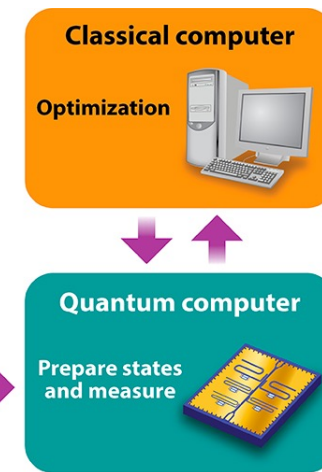 Classical computer
Optimization
Quantum computer
Prepare states
and measure